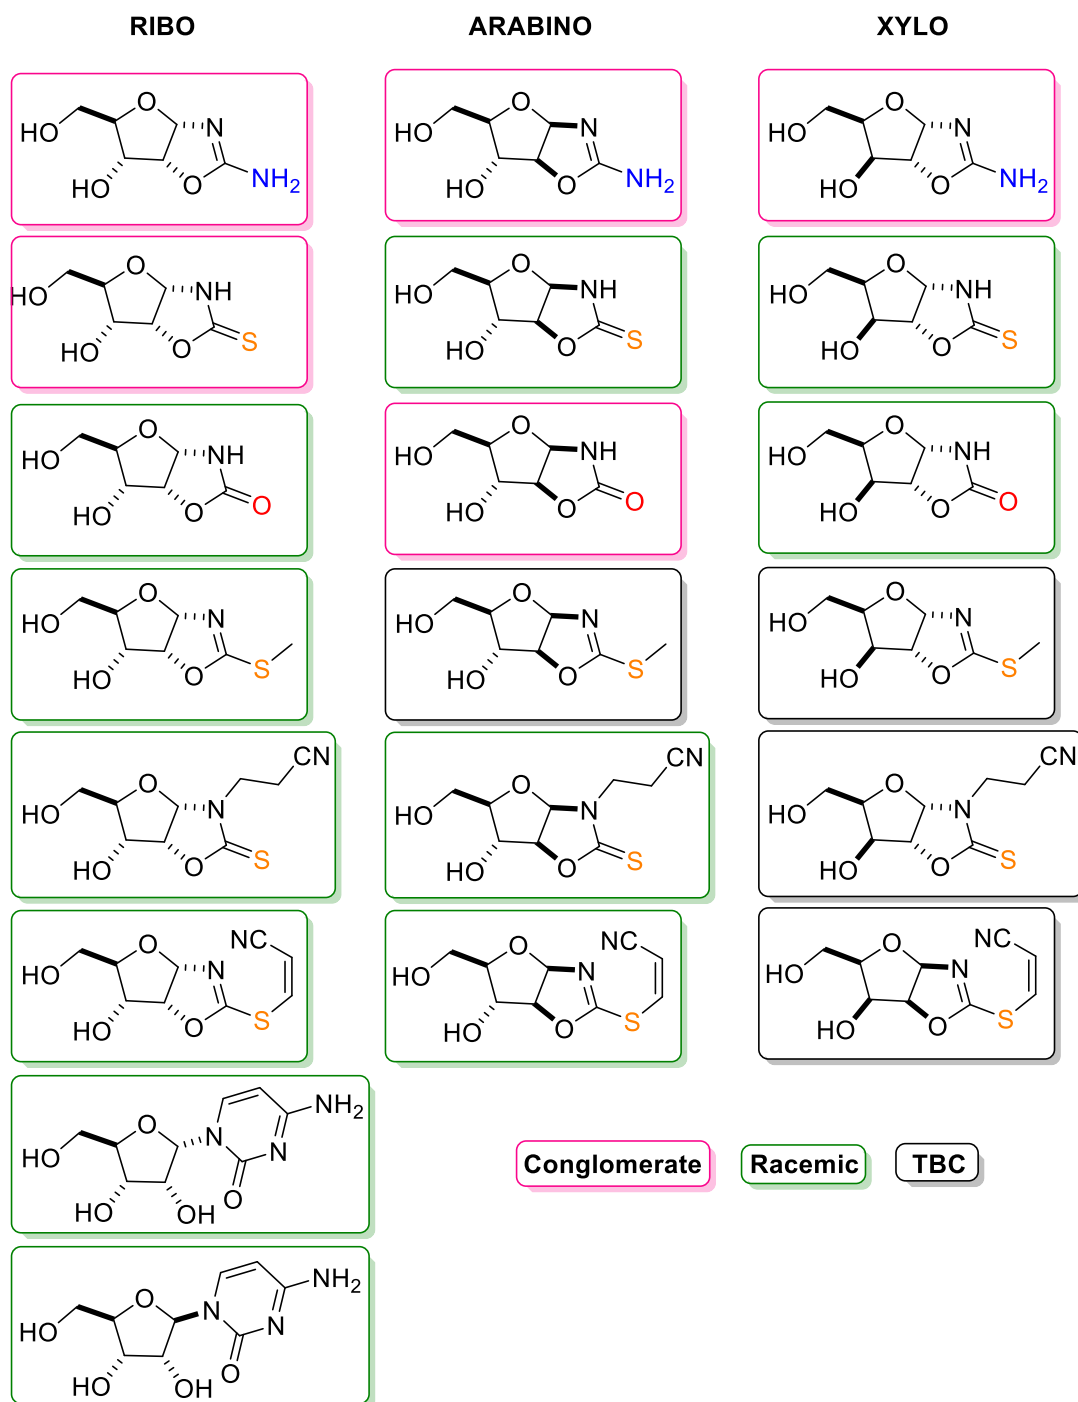 RIBO ARABINO XYLO
O O O
HO N HO N HO N
HO O NH2 HO O NH2 HO O NH2
O O O
HO NH HO NH HO NH
HO O S HO O S HO O S
O O O
HO NH HO NH HO NH
HO O O HO O O HO O O
O O O
HO N HO N HO N
HO O S HO O S HO O S
CN CN CN
O O O
HO N HO N HO N
HO O S HO O S HO O S
O NC O NC O NC
HO N HO N HO N
HO O S HO O S HO O S
O NH2
HO N N
HO OH O
Conglomerate Racemic TBC
O NH2
HO N N
HO OH O